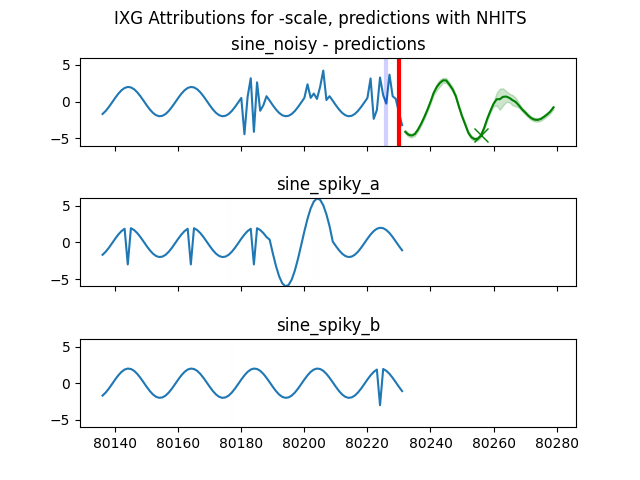 IXG Attributions for -scale, predictions with NHITS
sine_noisy - predictions
5
0
−5
sine_spiky_a
5
0
−5
sine_spiky_b
5
0
−5
80140 80160 80180 80200 80220 80240 80260 80280